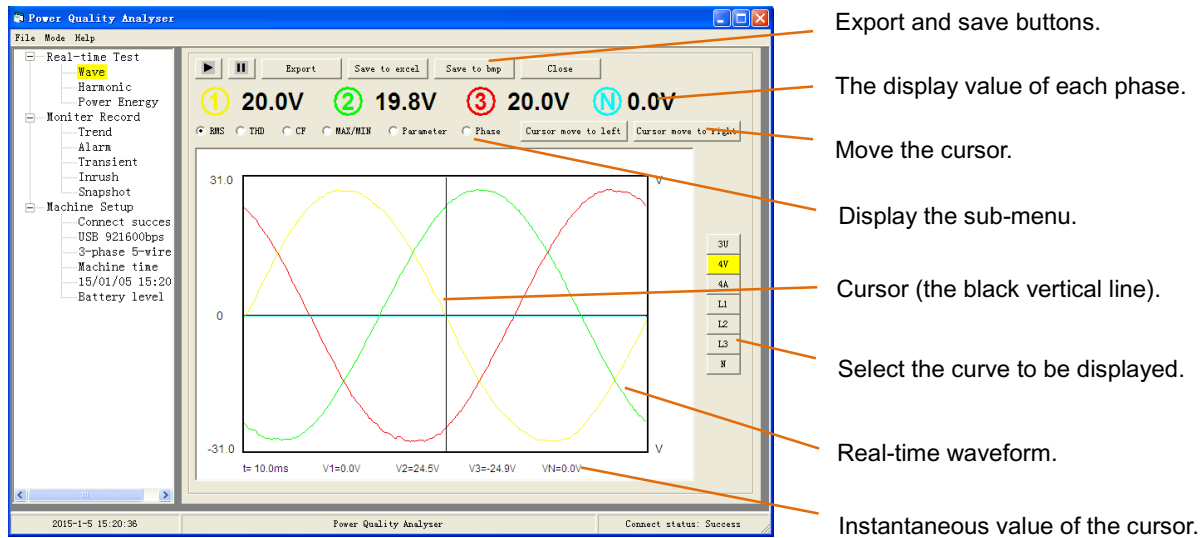 Power Quality Analyser
File Mode Help
Real-time Test
Wave
Harmonic
Power Energy
Moniter Record
Trend
Alarm
Transient
Inrush
Snapshot
Machine Setup
Connect succes
USB 921600bps
3-phase 5-wire
Machine time
15/01/05 15:20
Battery level
Export Save to excel Save to bmp Close
1 20.0V 2 19.8V 3 20.0V N 0.0V
RMS THD CF MAX/MIN Parameter Phase Cursor move to left Cursor move to right
31.0 V
0
-31.0 V
t= 10.0ms V1=0.0V V2=24.5V V3=-24.9V VN=0.0V
3U
4V
4A
L1
L2
L3
N
2015-1-5 15:20:36 Power Quality Analyser Connect status: Success
Export and save buttons.
The display value of each phase.
Move the cursor.
Display the sub-menu.
Cursor (the black vertical line).
Select the curve to be displayed.
Real-time waveform.
Instantaneous value of the cursor.